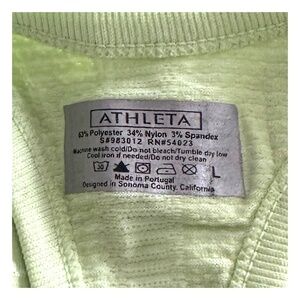 ATHLETA
63% Polyester 34% Nylon 3% Spandex
S#983012 RN#54023
Machine wash cold/Do not bleach/Tumble dry low
Cool iron if needed/Do not dry clean
30
Made in Portugal
L
Designed in Sonoma County, California